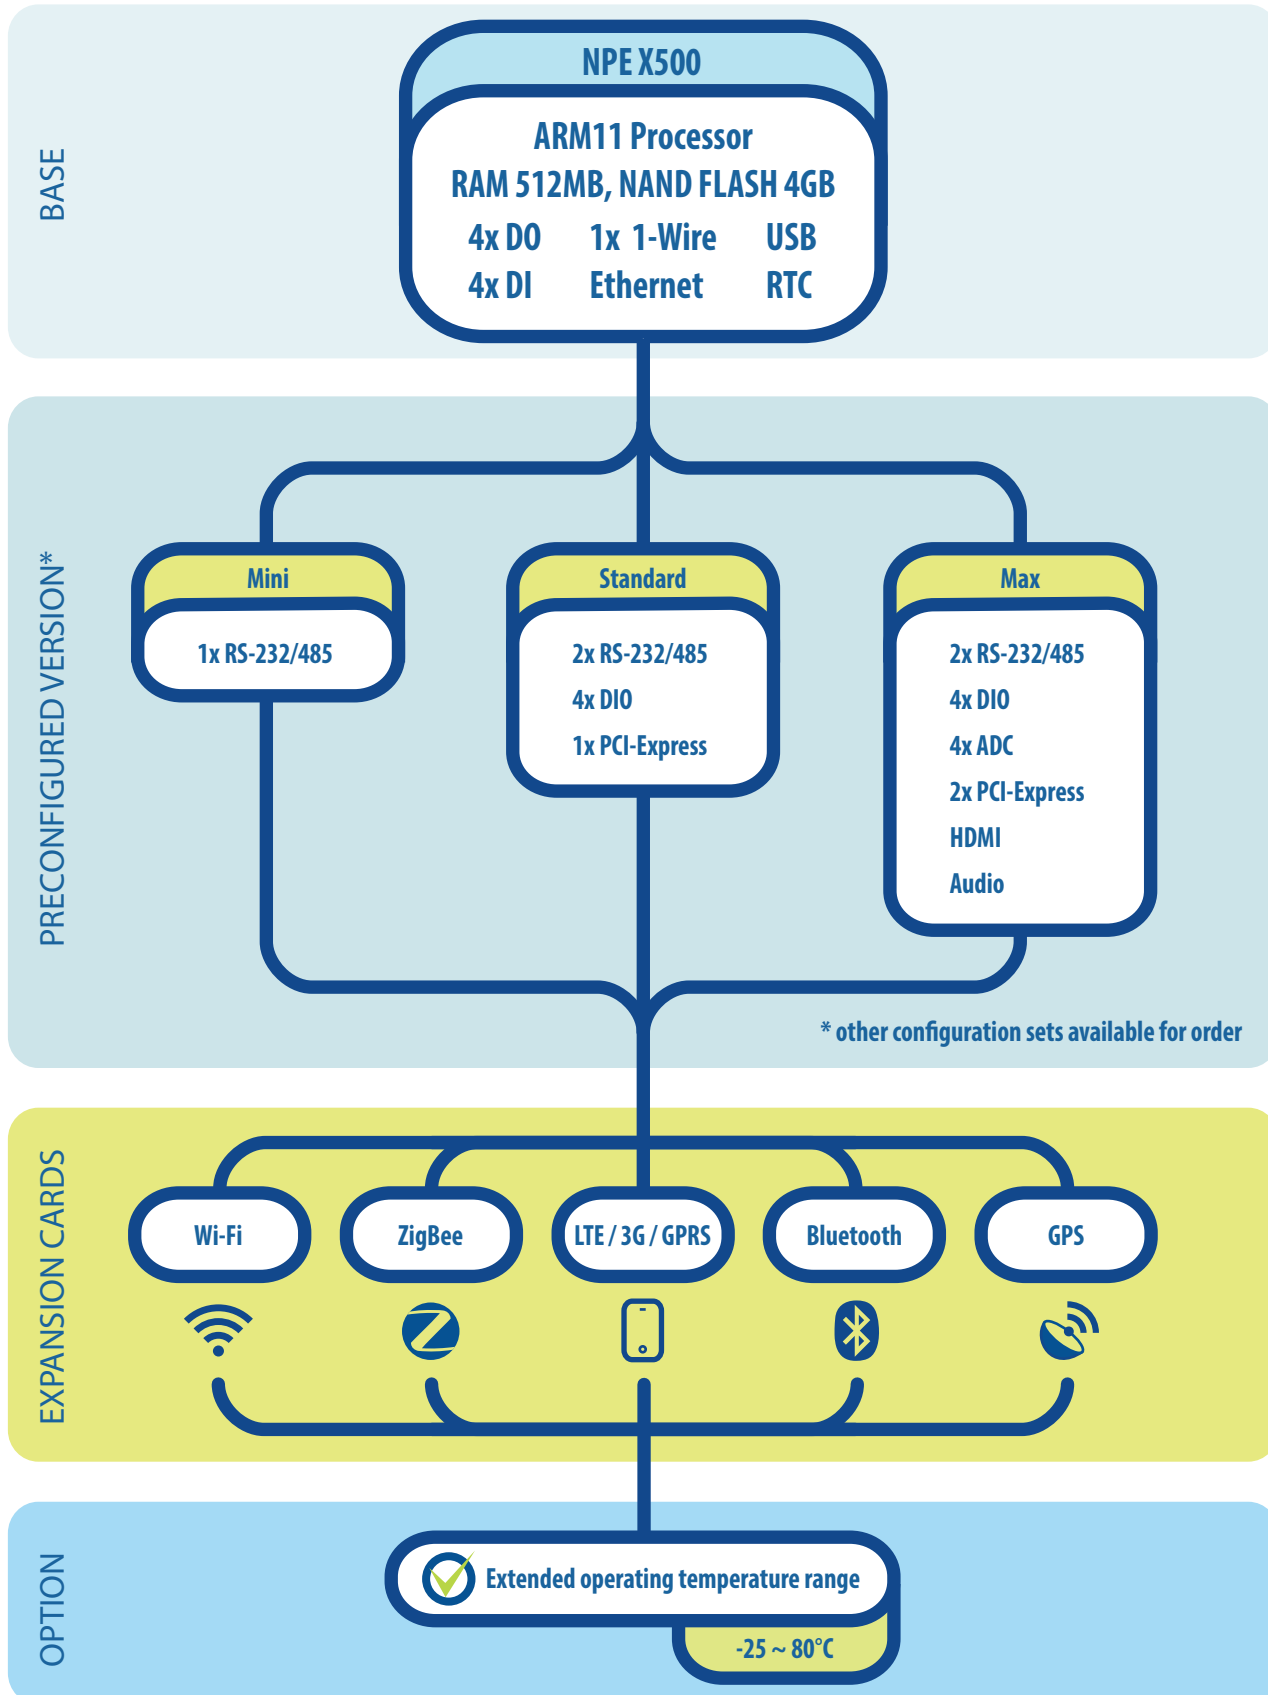 BASE
NPE X500
ARM11 Processor
RAM 512MB, NAND FLASH 4GB
4x DO 1x 1-Wire USB
4x DI Ethernet RTC
PRECONFIGURED VERSION*
Mini
1x RS-232/485
Standard
2x RS-232/485
4x DIO
1x PCI-Express
Max
2x RS-232/485
4x DIO
4x ADC
2x PCI-Express
HDMI
Audio
* other configuration sets available for order
EXPANSION CARDS
Wi-Fi
ZigBee
LTE / 3G / GPRS
Bluetooth
GPS
OPTION
Extended operating temperature range
-25 ~ 80°C